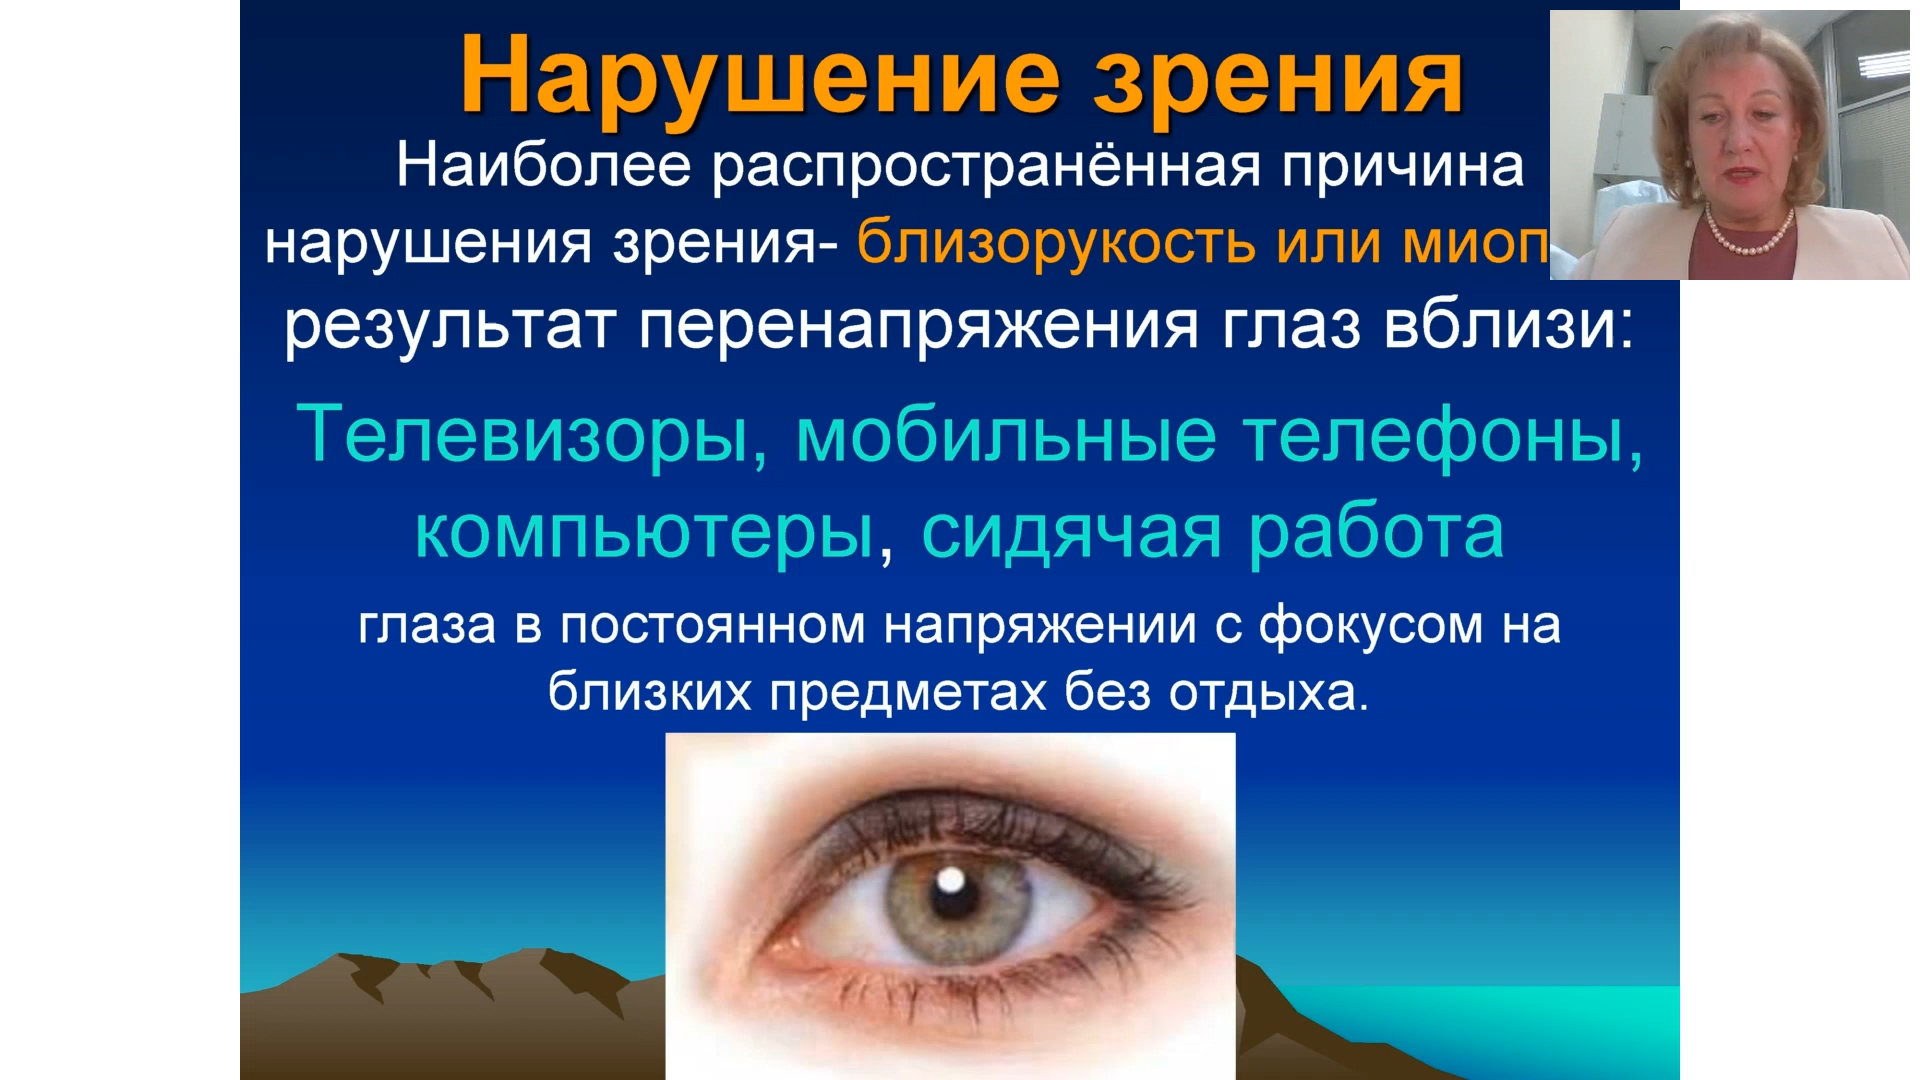 Нарушение зрения
Наиболее распространённая причина
нарушения зрения- близорукость или миоп
результат перенапряжения глаз вблизи:
Телевизоры, мобильные телефоны,
компьютеры, сидячая работа
глаза в постоянном напряжении с фокусом на
близких предметах без отдыха.